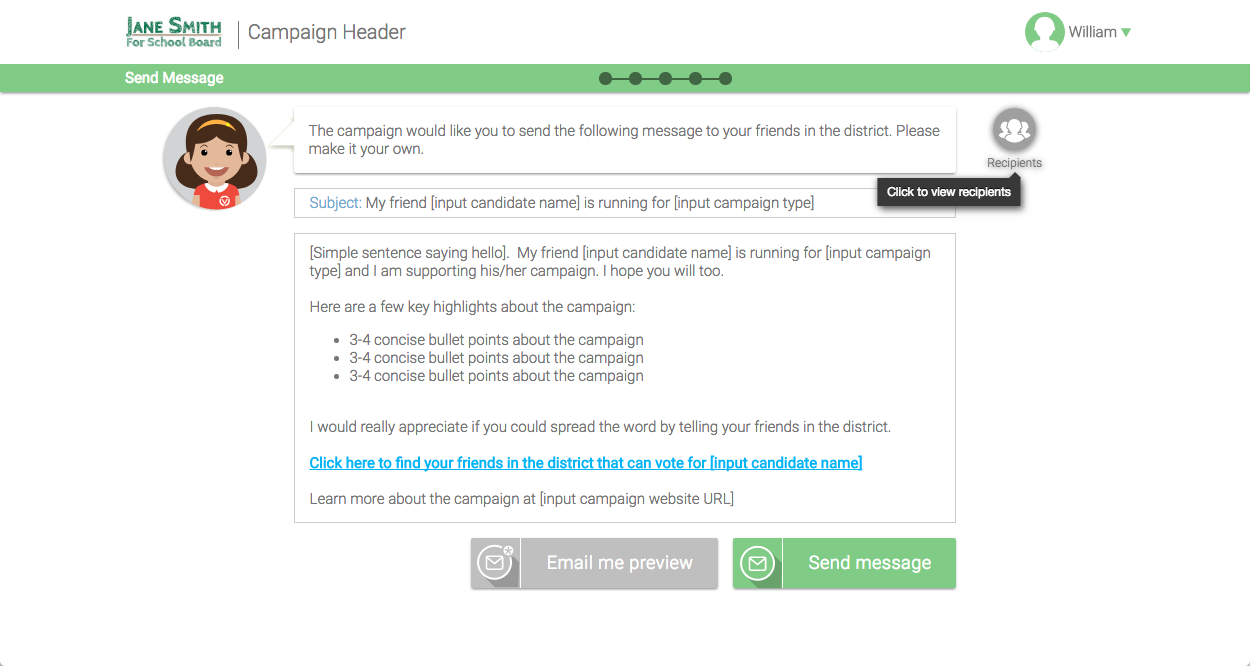 JANE SMITH
For School Board
Campaign Header
William
Send Message
The campaign would like you to send the following message to your friends in the district. Please
make it your own.
Recipients
Click to view recipients
Subject: My friend [input candidate name] is running for [input campaign type]
[Simple sentence saying hello].  My friend [input candidate name] is running for [input campaign
type] and I am supporting his/her campaign. I hope you will too.
Here are a few key highlights about the campaign:
• 3-4 concise bullet points about the campaign
• 3-4 concise bullet points about the campaign
• 3-4 concise bullet points about the campaign
I would really appreciate if you could spread the word by telling your friends in the district.
Click here to find your friends in the district that can vote for [input candidate name]
Learn more about the campaign at [input campaign website URL]
Email me preview
Send message